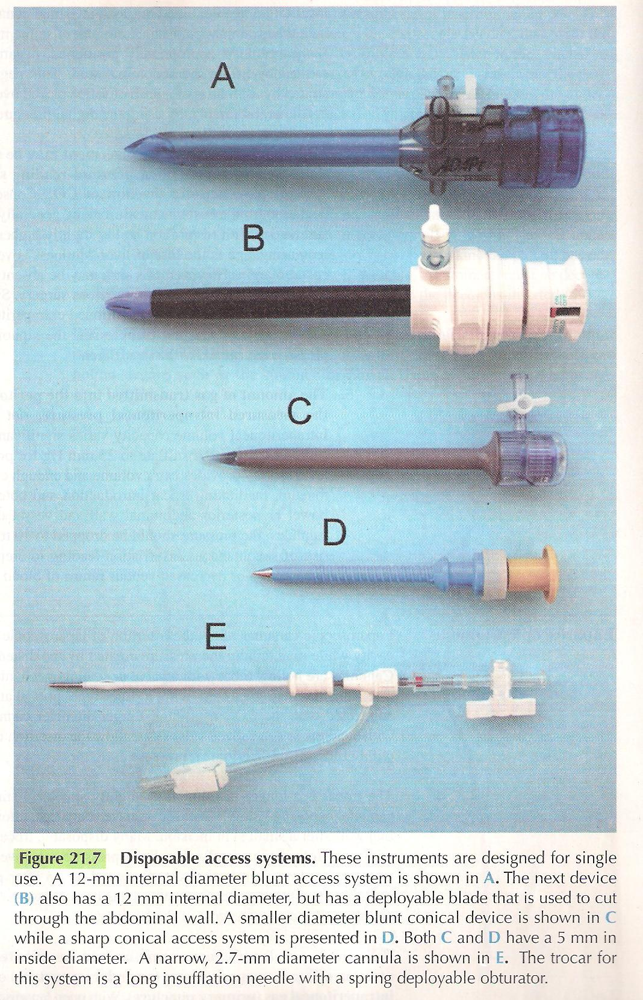 A
ADAPt
B
C
D
E
Figure 21.7 Disposable access systems. These instruments are designed for single
use. A 12-mm internal diameter blunt access system is shown in A. The next device
(B) also has a 12 mm internal diameter, but has a deployable blade that is used to cut
through the abdominal wall. A smaller diameter blunt conical device is shown in C
while a sharp conical access system is presented in D. Both C and D have a 5 mm in
inside diameter. A narrow, 2.7-mm diameter cannula is shown in E. The trocar for
this system is a long insufflation needle with a spring deployable obturator.